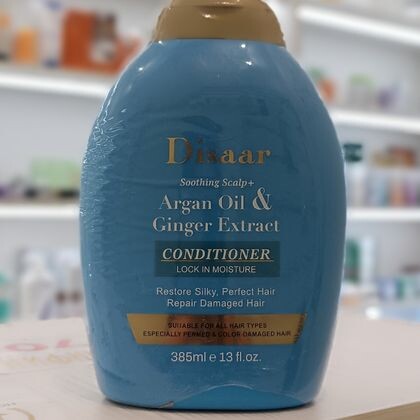 Disaar
Soothing Scalp+
Argan Oil &
Ginger Extract
CONDITIONER
LOCK IN MOISTURE
Restore Silky, Perfect Hair
Repair Damaged Hair
SUITABLE FOR ALL HAIR TYPES
ESPECIALLY PERMED & COLOR-DAMAGED HAIR
385ml e 13 fl.oz.